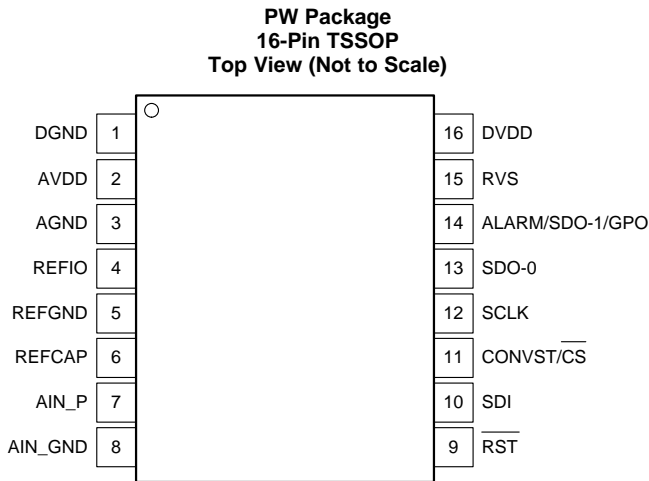 PW Package
16-Pin TSSOP
Top View (Not to Scale)
DGND 1 16 DVDD
AVDD 2 15 RVS
AGND 3 14 ALARM/SDO-1/GPO
REFIO 4 13 SDO-0
REFGND 5 12 SCLK
REFCAP 6 11 CONVST/C̅S̅
AIN_P 7 10 SDI
AIN_GND 8 9 R̅S̅T̅